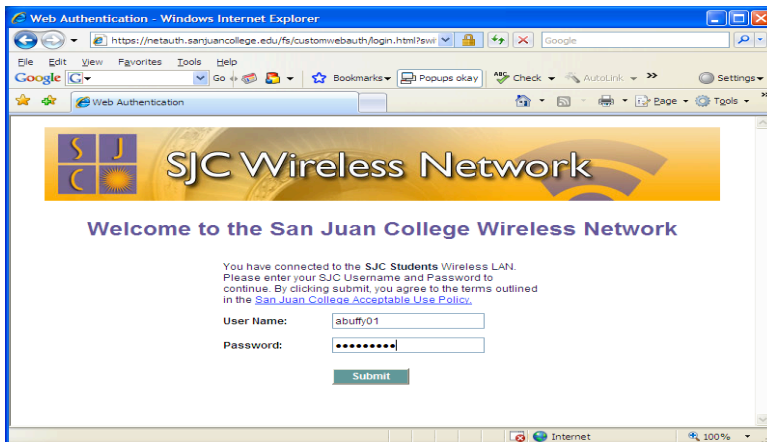 Web Authentication - Windows Internet Explorer
https://netauth.sanjuancollege.edu/fs/customwebauth/login.html?swi
Google
File Edit View Favorites Tools Help
Google G Go Bookmarks Popups okay Check AutoLink » Settings
Web Authentication Page Tools »
SJC SJC Wireless Network
Welcome to the San Juan College Wireless Network
You have connected to the SJC Students Wireless LAN.
Please enter your SJC Username and Password to
continue. By clicking submit, you agree to the terms outlined
in the San Juan College Acceptable Use Policy.
User Name: abuffy01
Password: •••••••••
Submit
Internet 100%